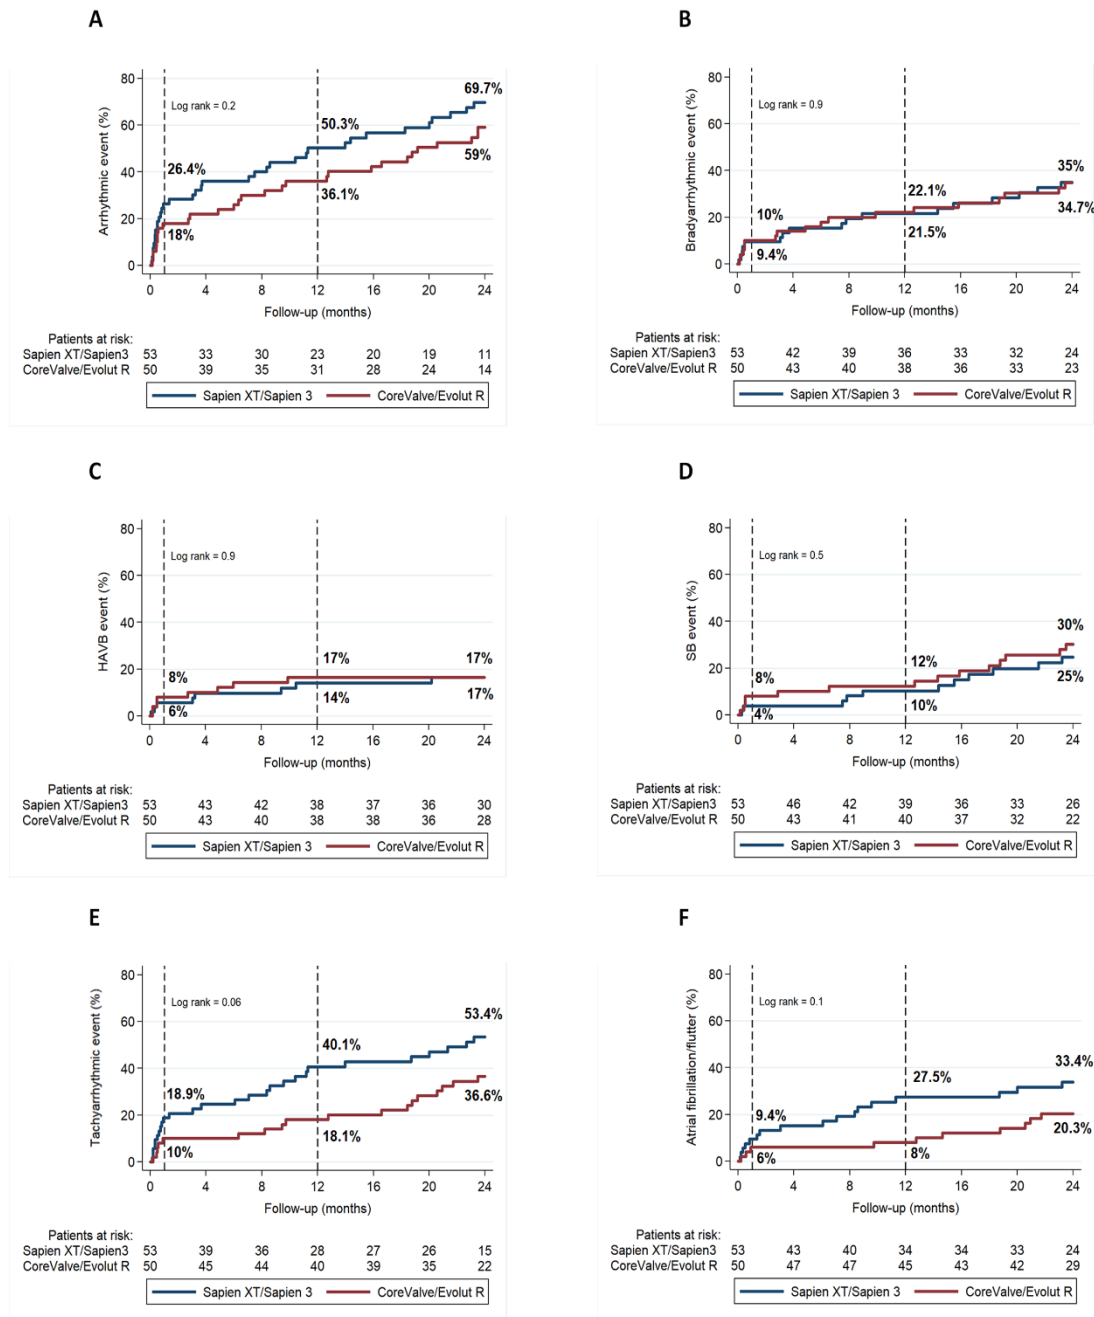 A
Arrhythmic event (%)
80
60
40
20
0
Log rank = 0.2
26.4%
18%
50.3%
36.1%
69.7%
59%
0 4 8 12 16 20 24
Follow-up (months)
Patients at risk:
Sapien XT/Sapien3 53 33 30 23 20 19 11
CoreValve/Evolut R 50 39 35 31 28 24 14
Sapien XT/Sapien 3 CoreValve/Evolut R
B
Bradyarrhythmic event (%)
80
60
40
20
0
Log rank = 0.9
10%
9.4%
22.1%
21.5%
35%
34.7%
0 4 8 12 16 20 24
Follow-up (months)
Patients at risk:
Sapien XT/Sapien3 53 42 39 36 33 32 24
CoreValve/Evolut R 50 43 40 38 36 33 23
Sapien XT/Sapien 3 CoreValve/Evolut R
C
HAVB event (%)
80
60
40
20
0
Log rank = 0.9
8%
6%
17%
14%
17%
17%
0 4 8 12 16 20 24
Follow-up (months)
Patients at risk:
Sapien XT/Sapien3 53 43 42 38 37 36 30
CoreValve/Evolut R 50 43 40 38 38 36 28
Sapien XT/Sapien 3 CoreValve/Evolut R
D
SB event (%)
80
60
40
20
0
Log rank = 0.5
8%
4%
12%
10%
30%
25%
0 4 8 12 16 20 24
Follow-up (months)
Patients at risk:
Sapien XT/Sapien3 53 46 42 39 36 33 26
CoreValve/Evolut R 50 43 41 40 37 32 22
Sapien XT/Sapien 3 CoreValve/Evolut R
E
Tachyarrhythmic event (%)
80
60
40
20
0
Log rank = 0.06
18.9%
10%
40.1%
18.1%
53.4%
36.6%
0 4 8 12 16 20 24
Follow-up (months)
Patients at risk:
Sapien XT/Sapien3 53 39 36 28 27 26 15
CoreValve/Evolut R 50 45 44 40 39 35 22
Sapien XT/Sapien 3 CoreValve/Evolut R
F
Atrial fibrillation/flutter (%)
80
60
40
20
0
Log rank = 0.1
9.4%
6%
27.5%
8%
33.4%
20.3%
0 4 8 12 16 20 24
Follow-up (months)
Patients at risk:
Sapien XT/Sapien3 53 43 40 34 34 33 24
CoreValve/Evolut R 50 47 47 45 43 42 29
Sapien XT/Sapien 3 CoreValve/Evolut R